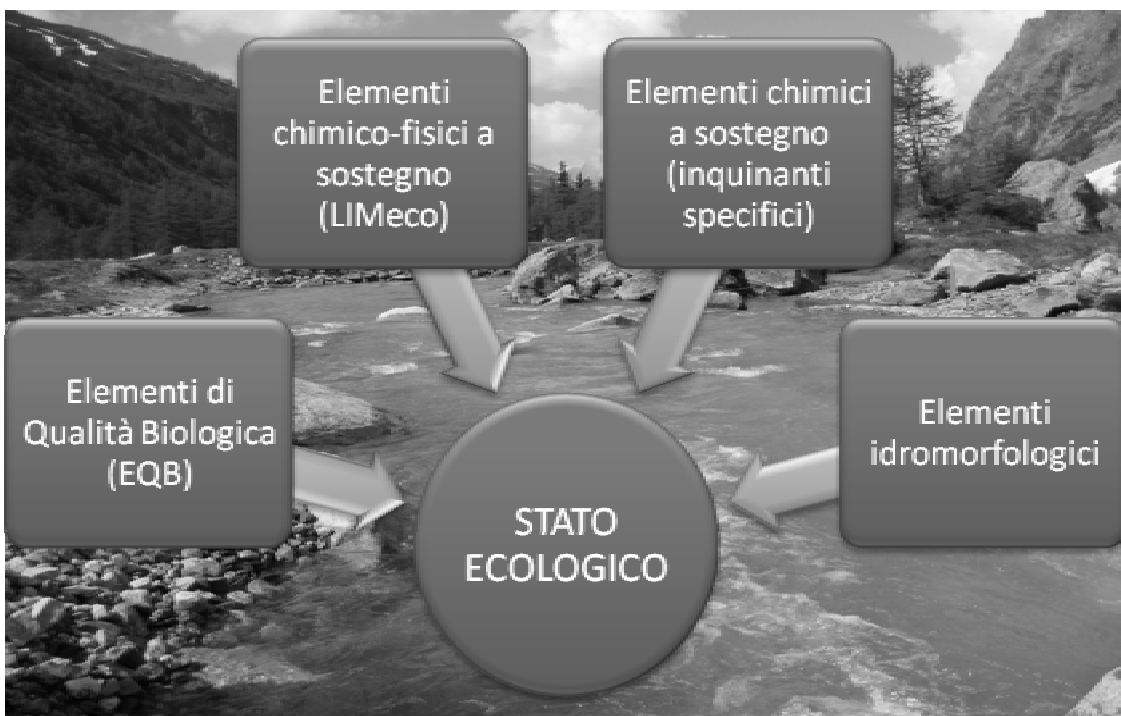 Elementi
chimico-fisici a
sostegno
(LIMeco)
Elementi chimici
a sostegno
(inquinanti
specifici)
Elementi di
Qualità Biologica
(EQB)
Elementi
idromorfologici
STATO
ECOLOGICO